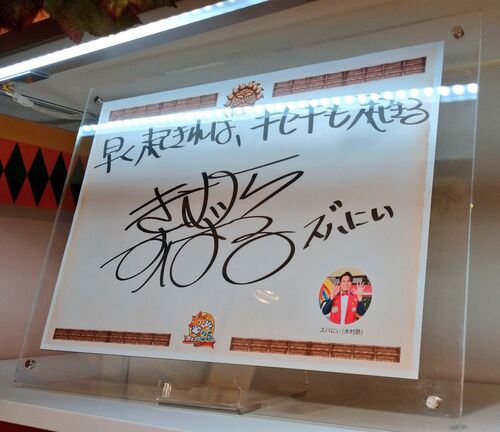 早く起きれば、キセキも起きる
きむら
すばる
ズバにぃ
スバにぃ(木村昴)